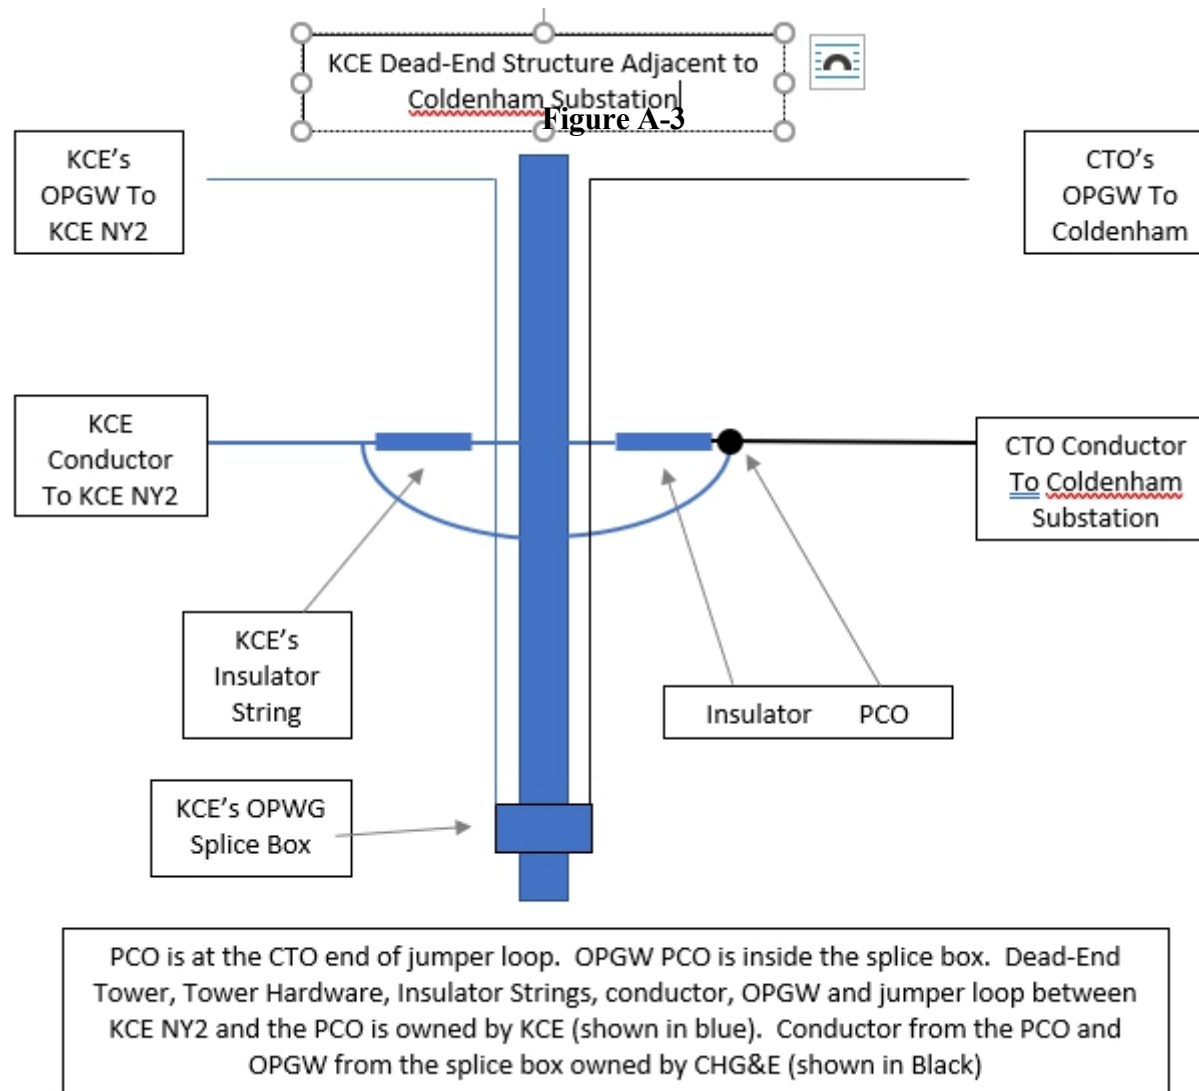 KCE Dead-End Structure Adjacent to
Coldenham Substation
Figure A-3
KCE's
OPGW To
KCE NY2
CTO's
OPGW To
Coldenham
KCE
Conductor
To KCE NY2
CTO Conductor
To Coldenham
Substation
KCE's
Insulator
String
Insulator PCO
KCE's OPWG
Splice Box
PCO is at the CTO end of jumper loop. OPGW PCO is inside the splice box. Dead-End
Tower, Tower Hardware, Insulator Strings, conductor, OPGW and jumper loop between
KCE NY2 and the PCO is owned by KCE (shown in blue). Conductor from the PCO and
OPGW from the splice box owned by CHG&E (shown in Black)